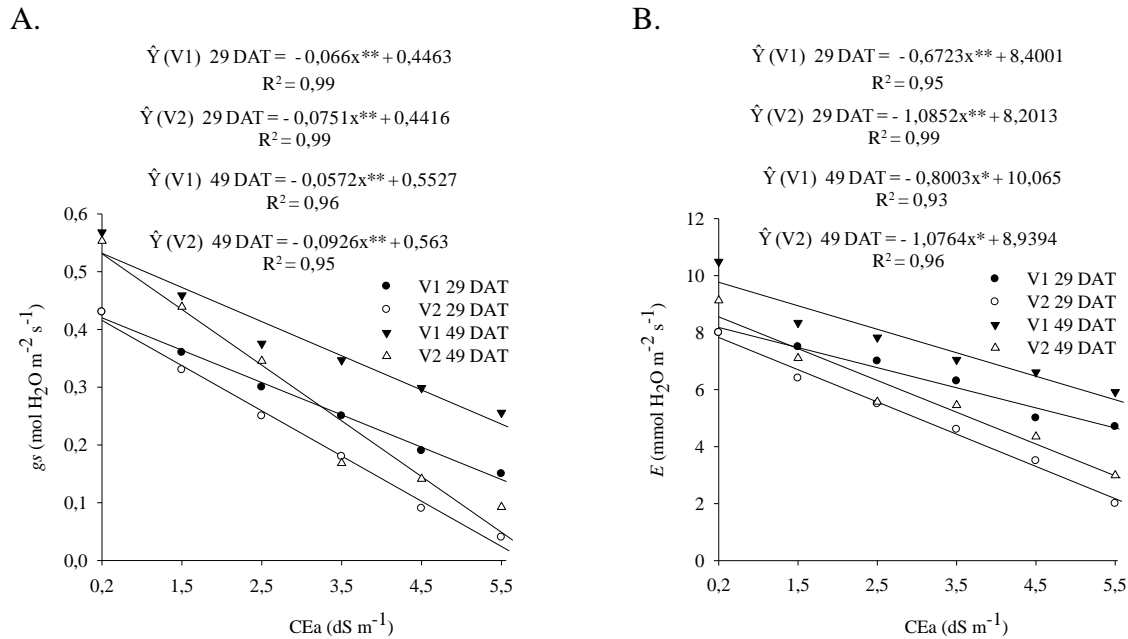 A.
Ŷ (V1) 29 DAT = - 0,066x** + 0,4463
R² = 0,99
Ŷ (V2) 29 DAT = - 0,0751x** + 0,4416
R² = 0,99
Ŷ (V1) 49 DAT = - 0,0572x** + 0,5527
R² = 0,96
Ŷ (V2) 49 DAT = - 0,0926x** + 0,563
R² = 0,95
V1 29 DAT
V2 29 DAT
V1 49 DAT
V2 49 DAT
gs (mol H₂O m⁻² s⁻¹)
0,6
0,5
0,4
0,3
0,2
0,1
0,0
0,2 1,5 2,5 3,5 4,5 5,5
CEa (dS m⁻¹)
B.
Ŷ (V1) 29 DAT = - 0,6723x** + 8,4001
R² = 0,95
Ŷ (V2) 29 DAT = - 1,0852x** + 8,2013
R² = 0,99
Ŷ (V1) 49 DAT = - 0,8003x* + 10,065
R² = 0,93
Ŷ (V2) 49 DAT = - 1,0764x* + 8,9394
R² = 0,96
V1 29 DAT
V2 29 DAT
V1 49 DAT
V2 49 DAT
E (mmol H₂O m⁻² s⁻¹)
12
10
8
6
4
2
0
0,2 1,5 2,5 3,5 4,5 5,5
CEa (dS m⁻¹)